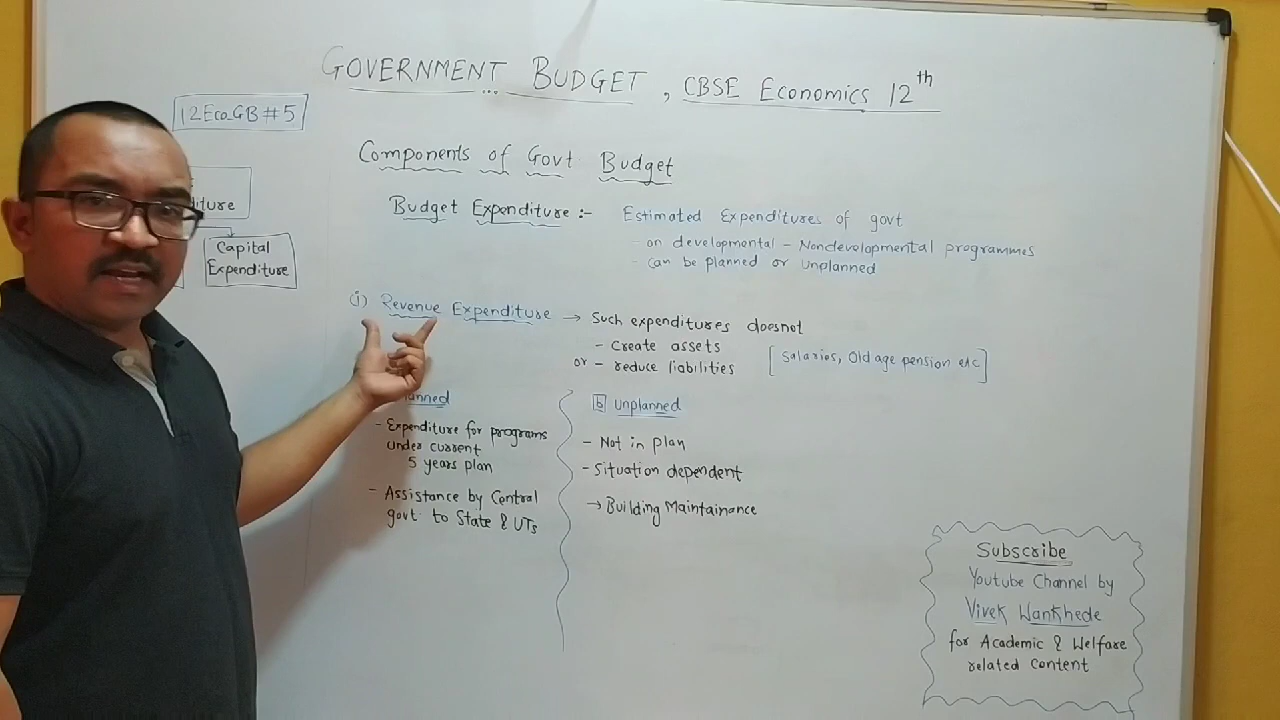 GOVERNMENT BUDGET, CBSE Economics 12th
12Eco_GB#5
Components of Govt Budget
Capital
Expenditure
Budget Expenditure :- Estimated Expenditures of govt
- on developmental - Nondevelopmental programmes
- can be planned or unplanned
(i) Revenue Expenditure → Such expenditures doesnot
- create assets
or - reduce liabilities [Salaries, Old age pension etc]
- Expenditure for programs
under current
5 years plan
- Assistance by Central
govt to State & UTs
b Unplanned
- Not in plan
- Situation dependent
→ Building Maintainance
Subscribe
Youtube Channel by
Vivek Wankhede
for Academic & Welfare
related content